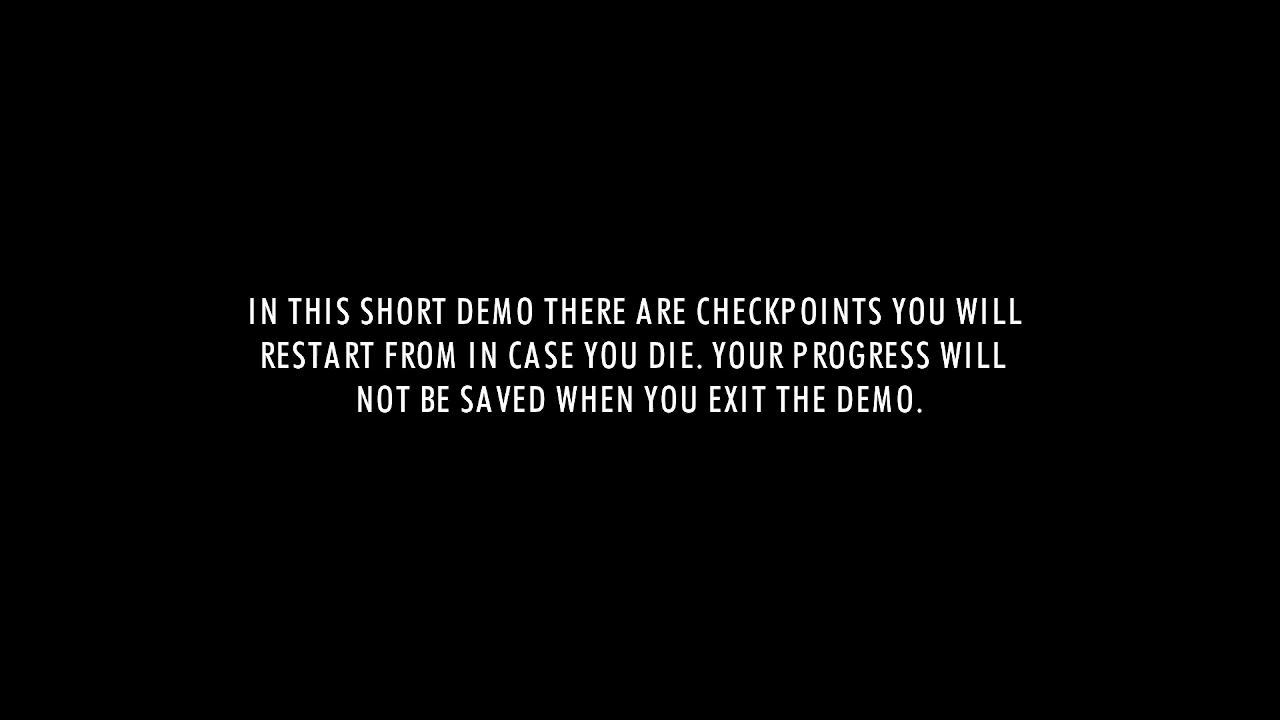 IN THIS SHORT DEMO THERE ARE CHECKPOINTS YOU WILL
RESTART FROM IN CASE YOU DIE. YOUR PROGRESS WILL
NOT BE SAVED WHEN YOU EXIT THE DEMO.